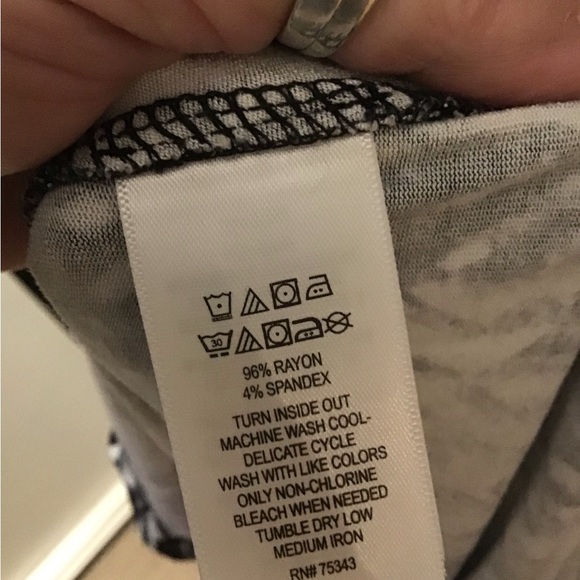 30
96% RAYON
4% SPANDEX
TURN INSIDE OUT
MACHINE WASH COOL-
DELICATE CYCLE
WASH WITH LIKE COLORS
ONLY NON-CHLORINE
BLEACH WHEN NEEDED
TUMBLE DRY LOW
MEDIUM IRON
RN# 75343